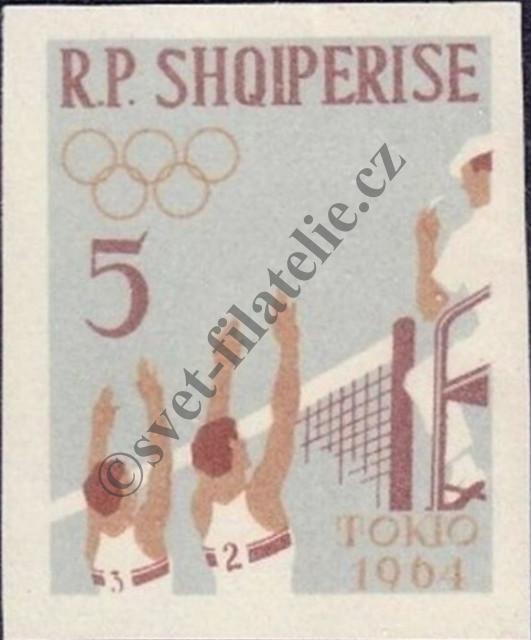 R.P. SHQIPERISE
5
©svet-filatelie.cz
3
2
TOKIO
1964